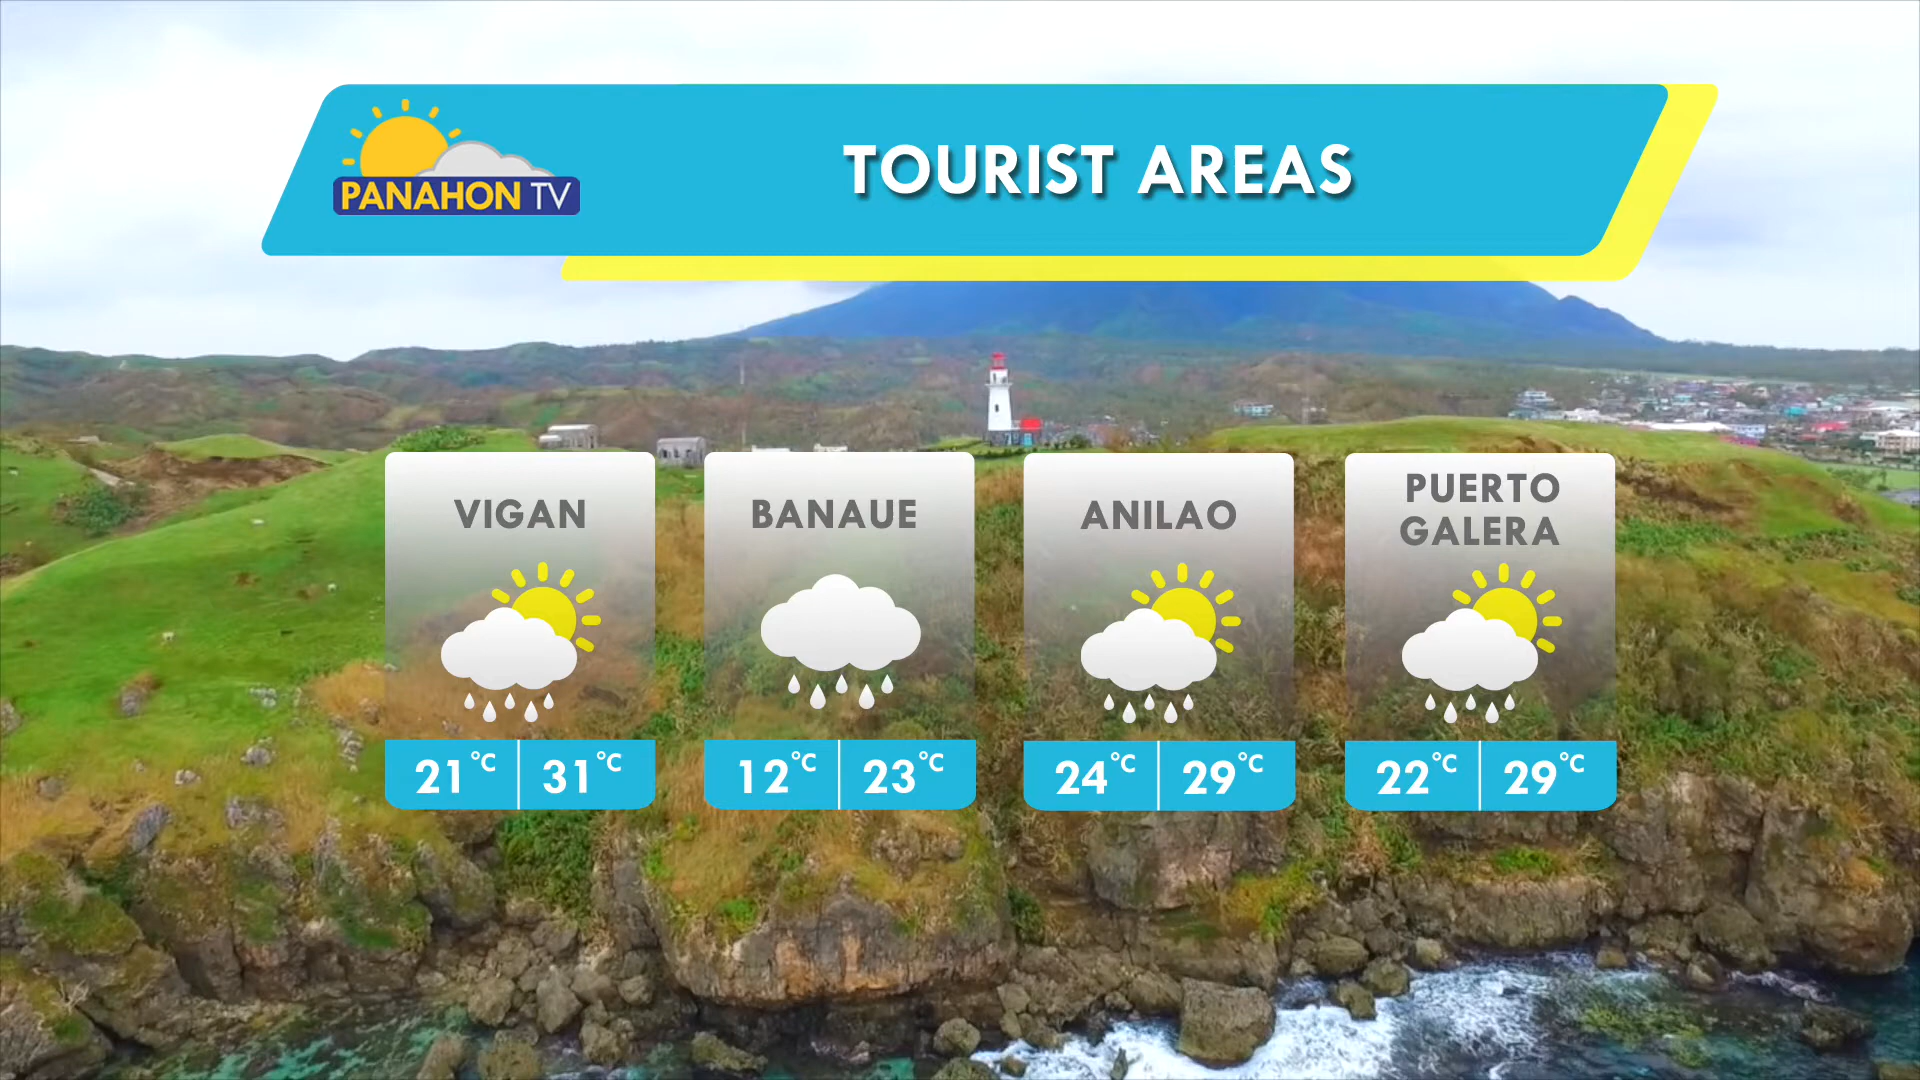 PANAHON TV
TOURIST AREAS
VIGAN
21°C 31°C
BANAUE
12°C 23°C
ANILAO
24°C 29°C
PUERTO
GALERA
22°C 29°C